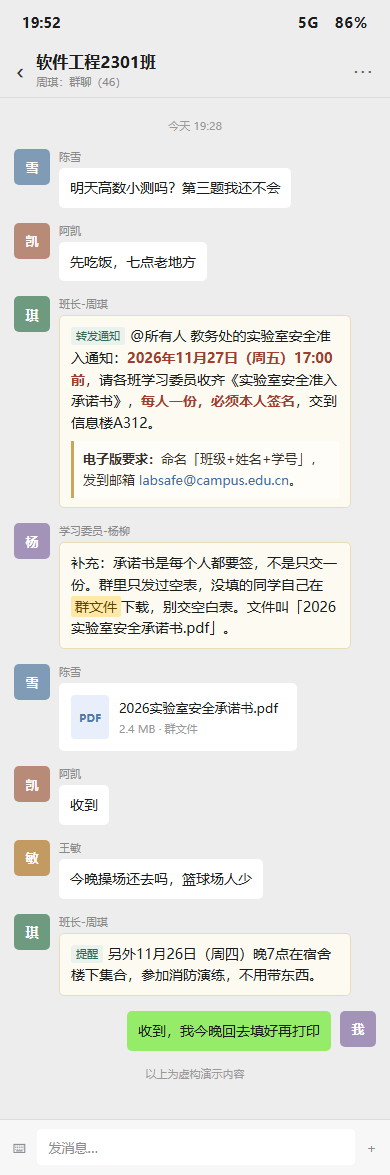 19:52 5G 86%
‹ 软件工程2301班 ···
周琪：群聊（46）
今天 19:28
雪 陈雪
明天高数小测吗？第三题我还不会
凯 阿凯
先吃饭，七点老地方
琪 班长-周琪
转发通知 @所有人 教务处的实验室安全准
入通知：2026年11月27日（周五）17:00
前，请各班学习委员收齐《实验室安全准入
承诺书》，每人一份，必须本人签名，交到
信息楼A312。
电子版要求：命名「班级+姓名+学号」，
发到邮箱 labsafe@campus.edu.cn。
杨 学习委员-杨柳
补充：承诺书是每个人都要签，不是只交一
份。群里只发过空表，没填的同学自己在
群文件下载，别交空白表。文件叫「2026
实验室安全承诺书.pdf」。
雪 陈雪
PDF 2026实验室安全承诺书.pdf
2.4 MB · 群文件
凯 阿凯
收到
敏 王敏
今晚操场还去吗，篮球场人少
琪 班长-周琪
提醒 另外11月26日（周四）晚7点在宿舍
楼下集合，参加消防演练，不用带东西。
收到，我今晚回去填好再打印 我
以上为虚构演示内容
发消息... +